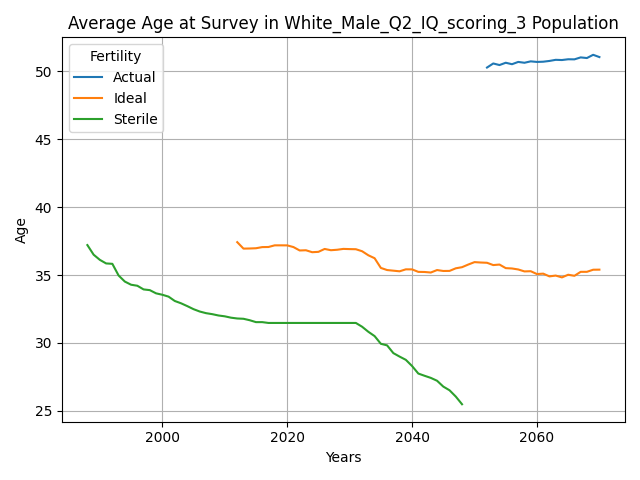 Average Age at Survey in White_Male_Q2_IQ_scoring_3 Population
Fertility
Actual
Ideal
Sterile
Age
50
45
40
35
30
25
2000
2020
2040
2060
Years